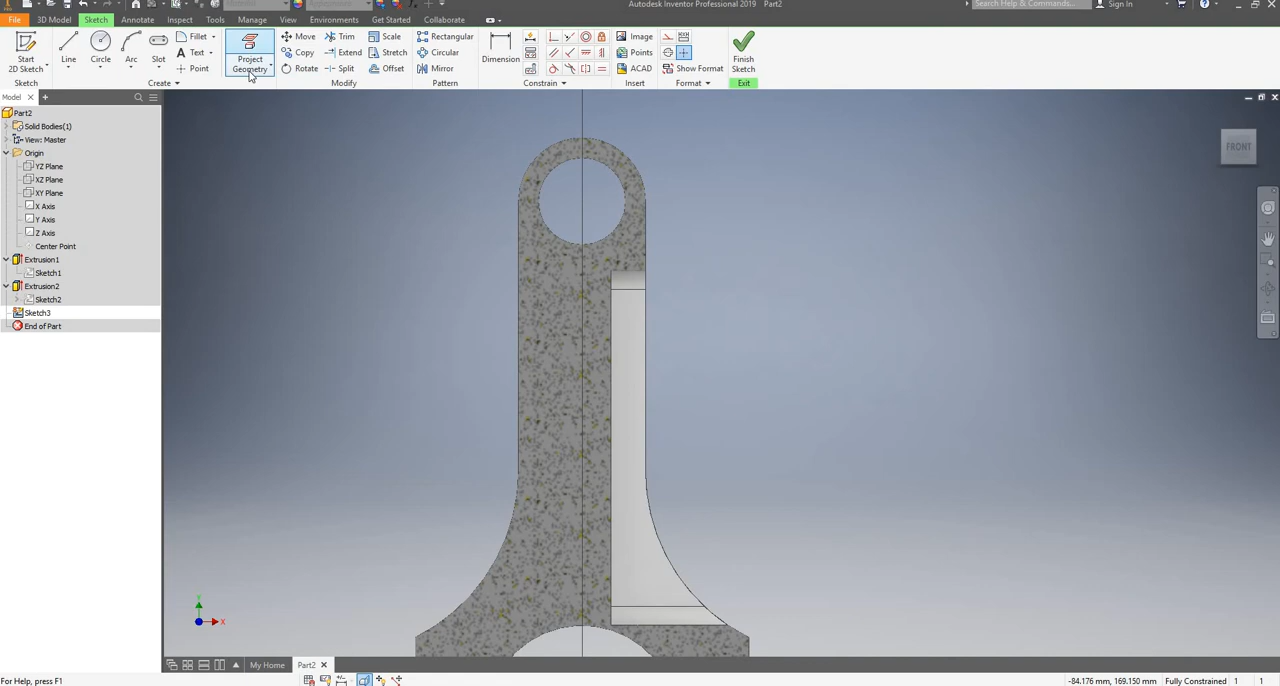 Autodesk Inventor Professional 2019   Part2
Search Help & Commands...
Sign In
File
3D Model
Sketch
Annotate
Inspect
Tools
Manage
View
Environments
Get Started
Collaborate
Start
2D Sketch
Line
Circle
Arc
Slot
Fillet
Text
Point
Project
Geometry
Move
Copy
Rotate
Trim
Extend
Split
Scale
Stretch
Offset
Rectangular
Circular
Mirror
Dimension
Image
Points
ACAD
Show Format
Finish
Sketch
Sketch
Create
Modify
Pattern
Constrain
Insert
Format
Exit
Model
Part2
Solid Bodies(1)
View: Master
Origin
YZ Plane
XZ Plane
XY Plane
X Axis
Y Axis
Z Axis
Center Point
Extrusion1
Sketch1
Extrusion2
Sketch2
Sketch3
End of Part
FRONT
Y
X
My Home
Part2
For Help, press F1
-84.176 mm, 169.150 mm
Fully Constrained
1
1